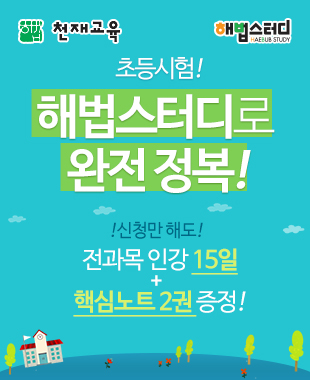 천재교육
해법스터디
HAEBUB STUDY
초등시험!
해법스터디로
완전 정복!
!신청만 해도!
전과목 인강 15일
+
핵심노트 2권 증정!